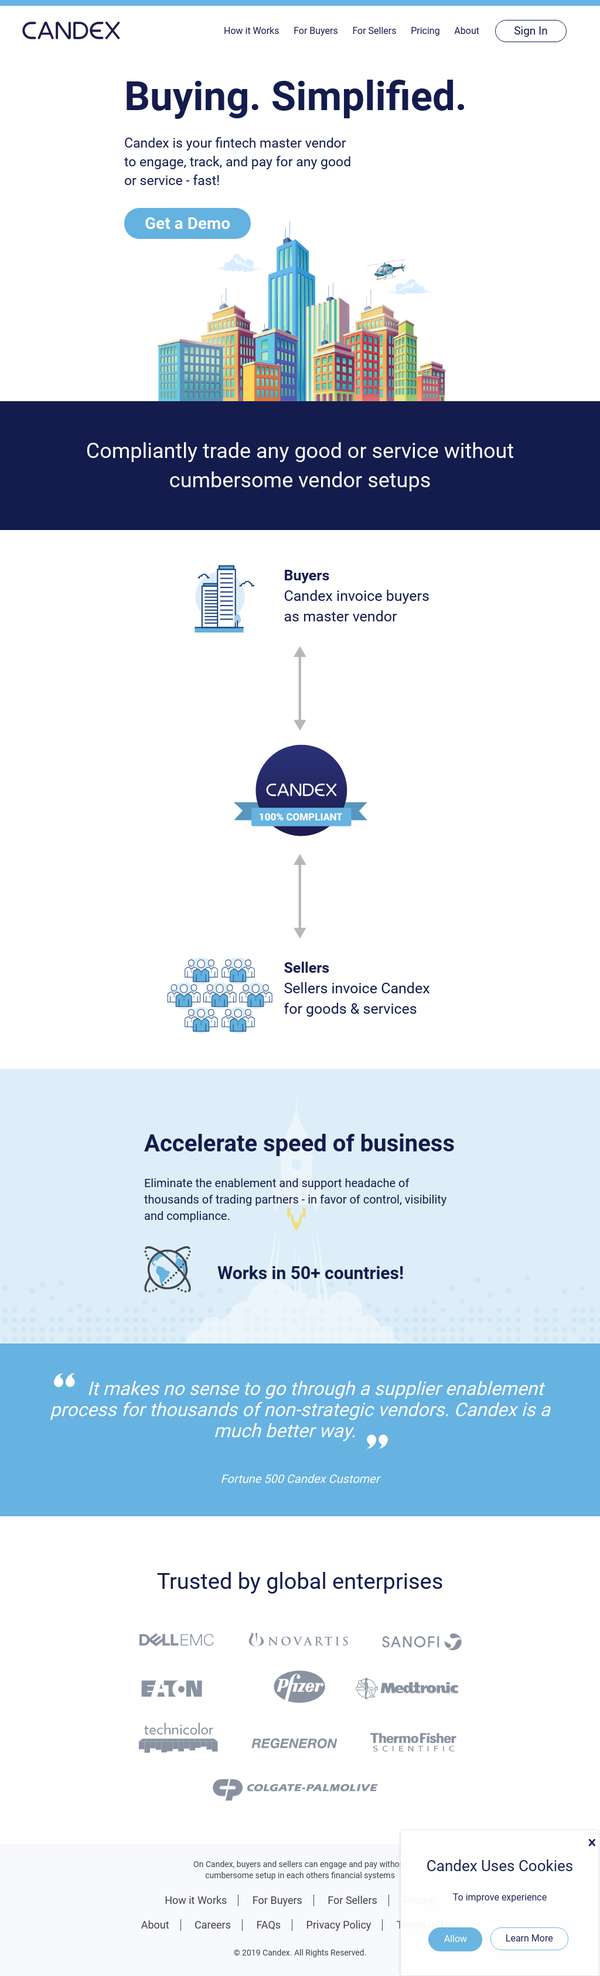 CANDEX
How it Works
For Buyers
For Sellers
Pricing
About
Sign In
Buying. Simplified.
Candex is your fintech master vendor
to engage, track, and pay for any good
or service - fast!
Get a Demo
Compliantly trade any good or service without
cumbersome vendor setups
Buyers
Candex invoice buyers
as master vendor
CANDEX
100% COMPLIANT
Sellers
Sellers invoice Candex
for goods & services
Accelerate speed of business
Eliminate the enablement and support headache of
thousands of trading partners - in favor of control, visibility
and compliance.
Works in 50+ countries!
“ It makes no sense to go through a supplier enablement
process for thousands of non-strategic vendors. Candex is a
much better way. ”
Fortune 500 Candex Customer
Trusted by global enterprises
DELLEMC
NOVARTIS
SANOFI
EATON
Pfizer
Medtronic
technicolor
REGENERON
ThermoFisher
SCIENTIFIC
COLGATE-PALMOLIVE
On Candex, buyers and sellers can engage and pay
cumbersome setup in each others financial systems
How it Works
For Buyers
For Sellers
About
Careers
FAQs
Privacy Policy
© 2019 Candex. All Rights Reserved.
x
Candex Uses Cookies
To improve experience
Allow
Learn More